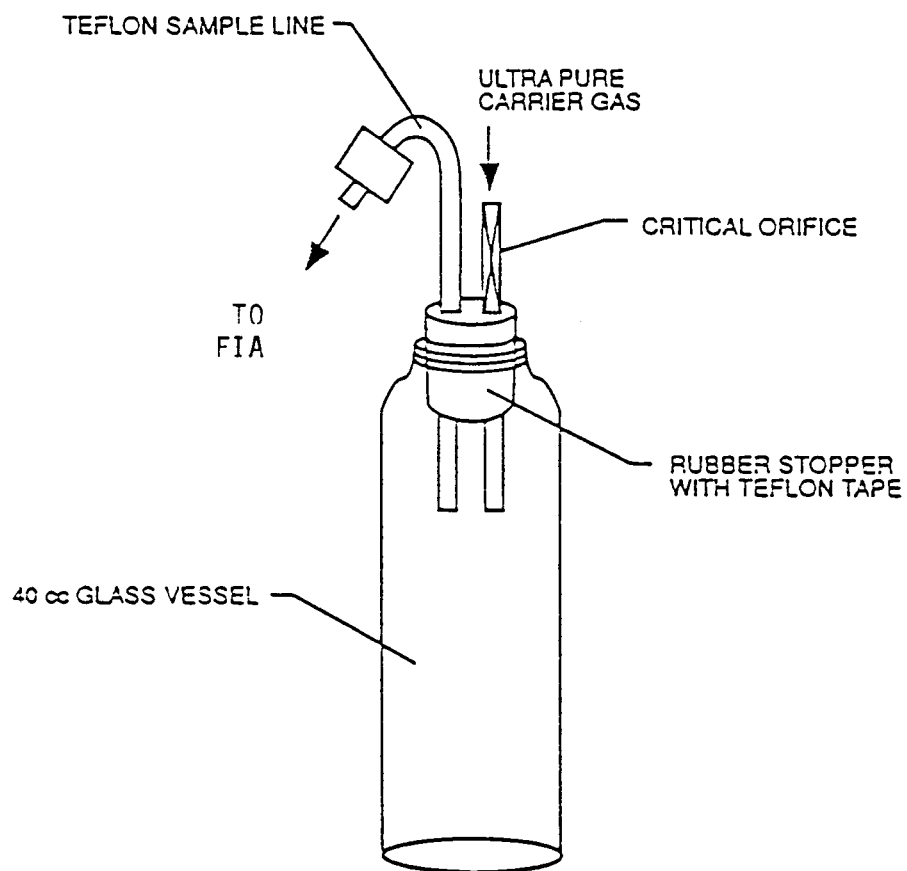 TEFLON SAMPLE LINE
ULTRA PURE
CARRIER GAS
CRITICAL ORIFICE
TO
FIA
RUBBER STOPPER
WITH TEFLON TAPE
40 cc GLASS VESSEL